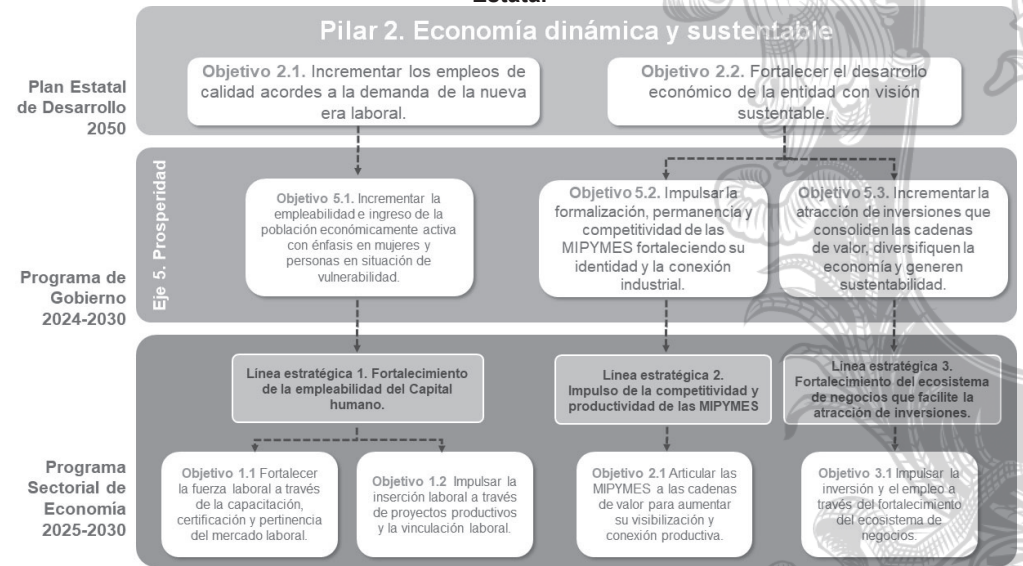 Estatal
Pilar 2. Economía dinámica y sustentable
Plan Estatal
de Desarrollo
2050
Objetivo 2.1. Incrementar los empleos de
calidad acordes a la demanda de la nueva
era laboral.
Objetivo 2.2. Fortalecer el desarrollo
económico de la entidad con visión
sustentable.
Programa de
Gobierno
2024-2030
Eje 5. Prosperidad
Objetivo 5.1. Incrementar la
empleabilidad e ingreso de la
población económicamente activa
con énfasis en mujeres y
personas en situación de
vulnerabilidad.
Objetivo 5.2. Impulsar la
formalización, permanencia y
competitividad de las
MIPYMES fortaleciendo su
identidad y la conexión
industrial.
Objetivo 5.3. Incrementar la
atracción de inversiones que
consoliden las cadenas
de valor, diversifiquen la
economía y generen
sustentabilidad.
Programa
Sectorial de
Economía
2025-2030
Línea estratégica 1. Fortalecimiento
de la empleabilidad del Capital
humano.
Línea estratégica 2.
Impulso de la competitividad y
productividad de las MIPYMES
Línea estratégica 3.
Fortalecimiento del ecosistema
de negocios que facilite la
atracción de inversiones.
Objetivo 1.1 Fortalecer
la fuerza laboral a través
de la capacitación,
certificación y pertinencia
del mercado laboral.
Objetivo 1.2 Impulsar la
inserción laboral a través
de proyectos productivos
y la vinculación laboral.
Objetivo 2.1 Articular las
MIPYMES a las cadenas
de valor para aumentar
su visibilización y
conexión productiva.
Objetivo 3.1 Impulsar la
inversión y el empleo a
través del fortalecimiento
del ecosistema de
negocios.